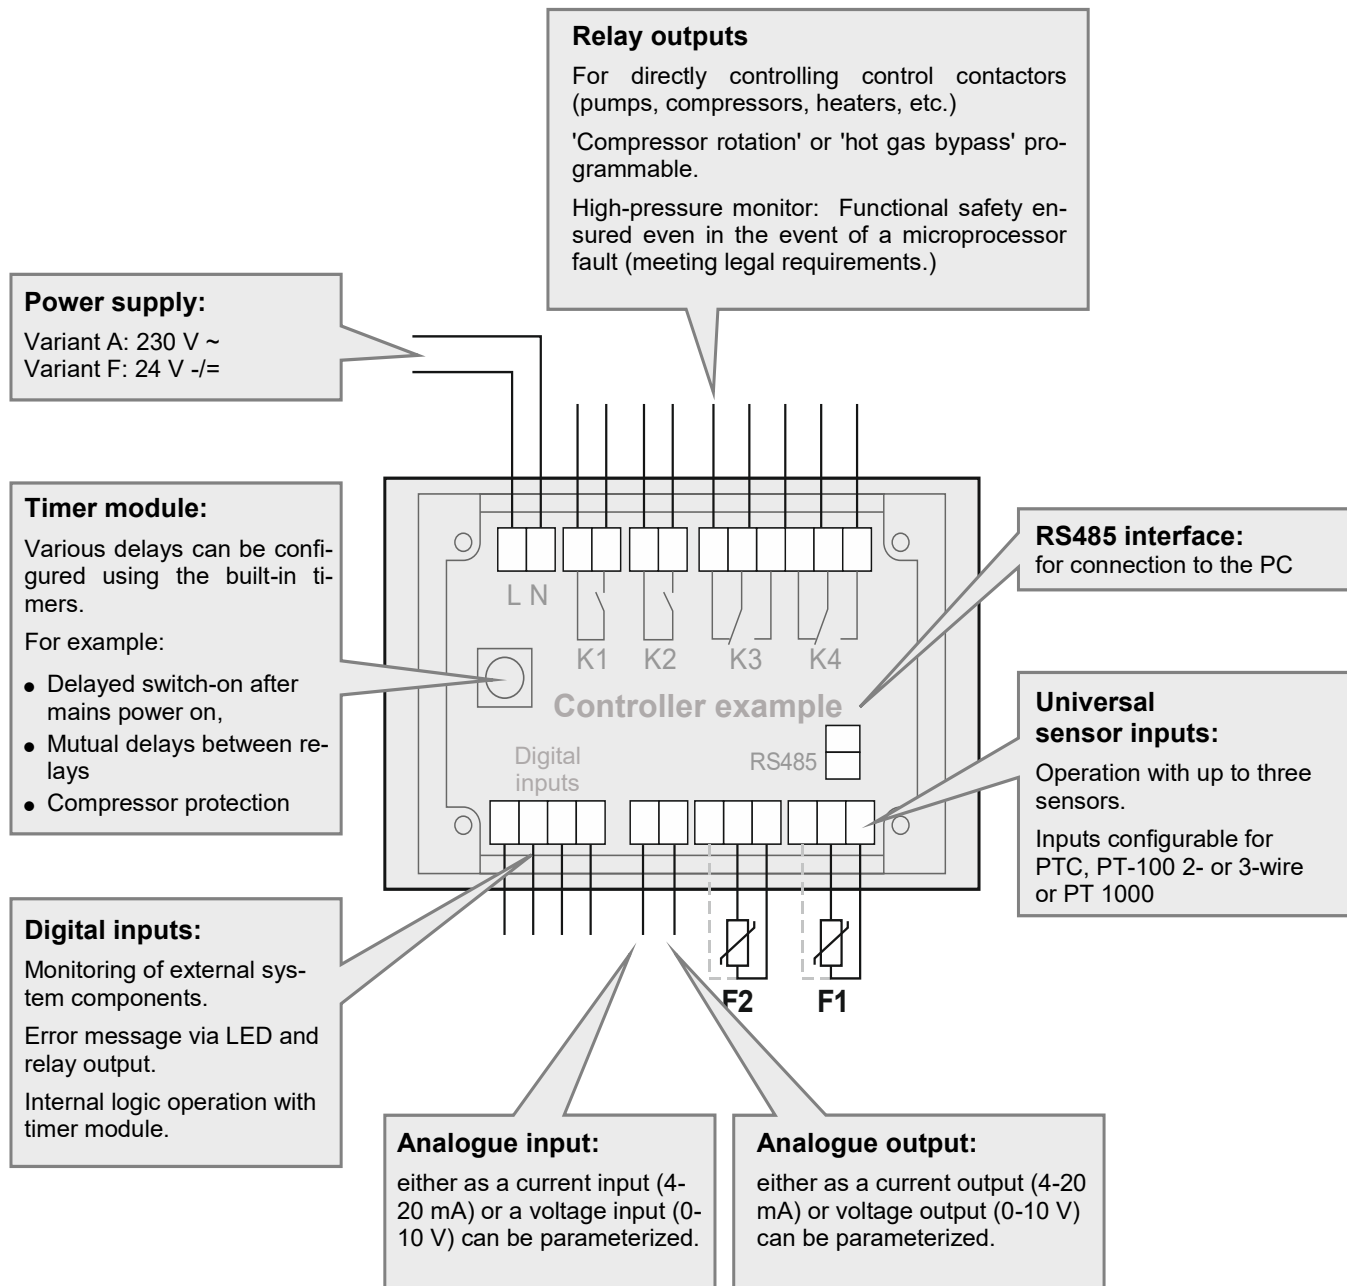 Relay outputs
For directly controlling control contactors
(pumps, compressors, heaters, etc.)
'Compressor rotation' or 'hot gas bypass' pro-
grammable.
High-pressure monitor: Functional safety en-
sured even in the event of a microprocessor
fault (meeting legal requirements.)
Power supply:
Variant A: 230 V ~
Variant F: 24 V -/=
Timer module:
Various delays can be confi-
gured using the built-in ti-
mers.
For example:
● Delayed switch-on after
mains power on,
● Mutual delays between re-
lays
● Compressor protection
L N
K1 K2 K3 K4
Controller example
Digital
inputs
RS485
RS485 interface:
for connection to the PC
Universal
sensor inputs:
Operation with up to three
sensors.
Inputs configurable for
PTC, PT-100 2- or 3-wire
or PT 1000
Digital inputs:
Monitoring of external sys-
tem components.
Error message via LED and
relay output.
Internal logic operation with
timer module.
F2 F1
Analogue input:
either as a current input (4-
20 mA) or a voltage input (0-
10 V) can be parameterized.
Analogue output:
either as a current output (4-20
mA) or voltage output (0-10 V)
can be parameterized.